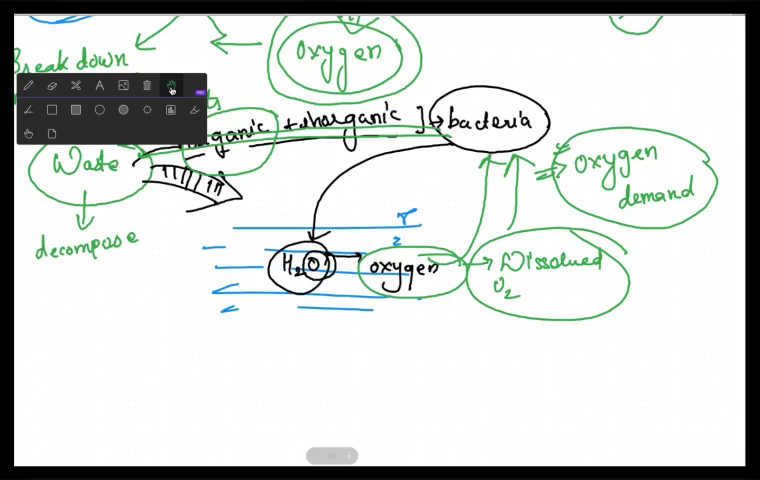 oxygen
Break down
organic + Inorganic ] → bacteria
Waste
oxygen
demand
decompose
H₂O → oxygen → Dissolved
O₂